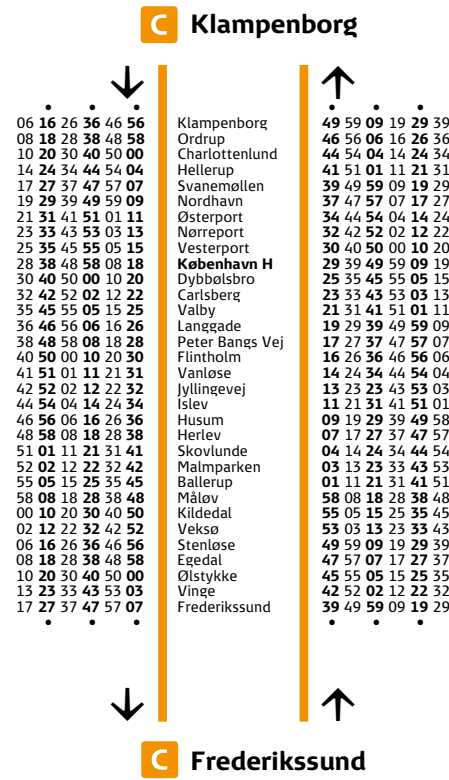 C Klampenborg
06 16 26 36 46 56 Klampenborg 49 59 09 19 29 39
08 18 28 38 48 58 Ordrup 46 56 06 16 26 36
10 20 30 40 50 00 Charlottenlund 44 54 04 14 24 34
14 24 34 44 54 04 Hellerup 41 51 01 11 21 31
17 27 37 47 57 07 Svanemøllen 39 49 59 09 19 29
19 29 39 49 59 09 Nordhavn 37 47 57 07 17 27
21 31 41 51 01 11 Østerport 34 44 54 04 14 24
23 33 43 53 03 13 Nørreport 32 42 52 02 12 22
25 35 45 55 05 15 Vesterport 30 40 50 00 10 20
28 38 48 58 08 18 København H 29 39 49 59 09 19
30 40 50 00 10 20 Dybbølsbro 25 35 45 55 05 15
32 42 52 02 12 22 Carlsberg 23 33 43 53 03 13
35 45 55 05 15 25 Valby 21 31 41 51 01 11
36 46 56 06 16 26 Langgade 19 29 39 49 59 09
38 48 58 08 18 28 Peter Bangs Vej 17 27 37 47 57 07
40 50 00 10 20 30 Flintholm 16 26 36 46 56 06
41 51 01 11 21 31 Vanløse 14 24 34 44 54 04
42 52 02 12 22 32 Jyllingevej 13 23 23 43 53 03
44 54 04 14 24 34 Islev 11 21 31 41 51 01
46 56 06 16 26 36 Husum 09 19 29 39 49 58
48 58 08 18 28 38 Herlev 07 17 27 37 47 57
51 01 11 21 31 41 Skovlunde 04 14 24 34 44 54
52 02 12 22 32 42 Malmparken 03 13 23 33 43 53
55 05 15 25 35 45 Ballerup 01 11 21 31 41 51
58 08 18 28 38 48 Måløv 58 08 18 28 38 48
00 10 20 30 40 50 Kildedal 55 05 15 25 35 45
02 12 22 32 42 52 Veksø 53 03 13 23 33 43
06 16 26 36 46 56 Stenløse 49 59 09 19 29 39
08 18 28 38 48 58 Egedal 47 57 07 17 27 37
10 20 30 40 50 00 Ølstykke 45 55 05 15 25 35
13 23 33 43 53 03 Vinge 42 52 02 12 22 32
17 27 37 47 57 07 Frederikssund 39 49 59 09 19 29
C Frederikssund